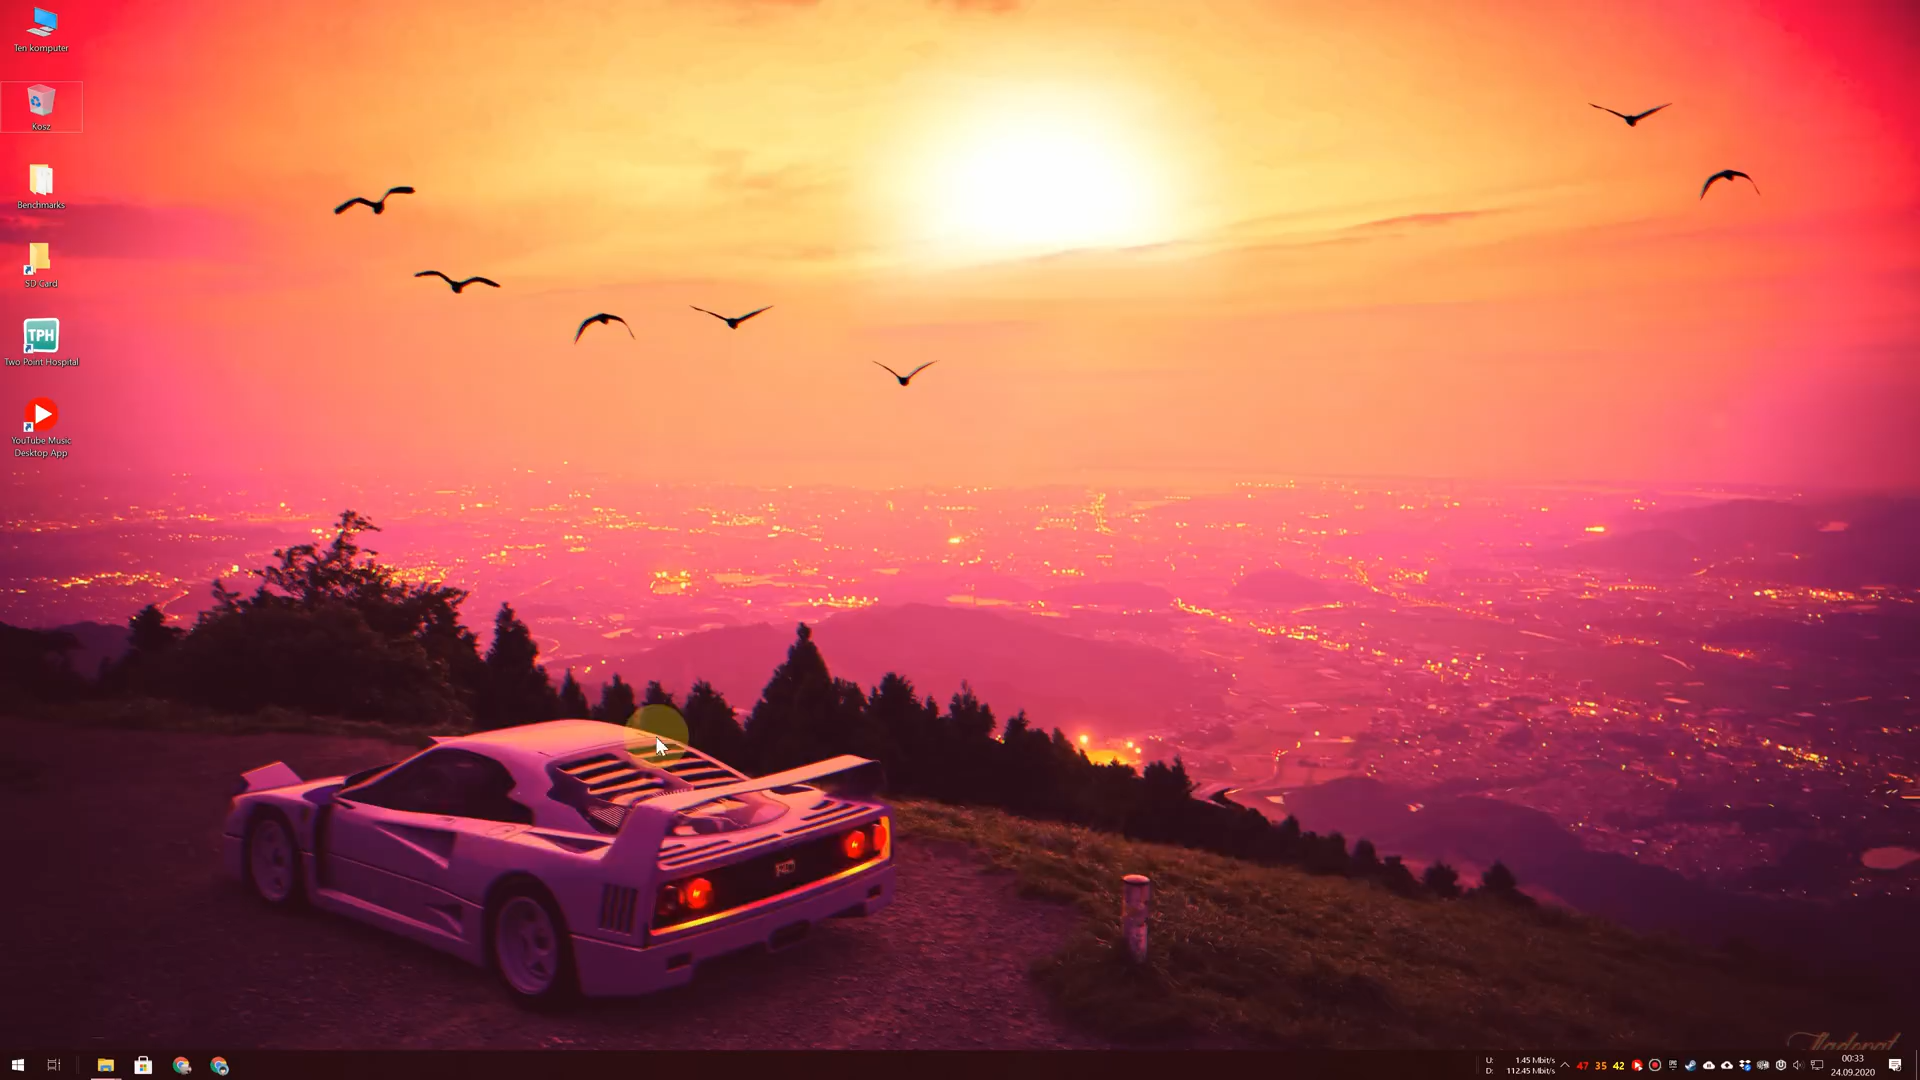 Ten komputer
Kosz
Benchmarks
SD Card
TPH
Two Point Hospital
YouTube Music
Desktop App
U: 1.45 Mbit/s
D: 112.45 Mbit/s
47 35 42
00:33
24.09.2020